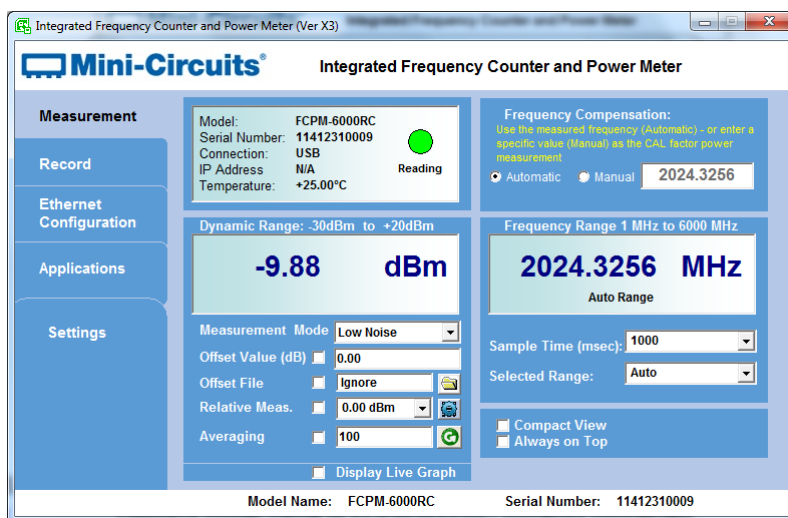 Integrated Frequency Counter and Power Meter (Ver X3)
Mini-Circuits® Integrated Frequency Counter and Power Meter
Measurement
Record
Ethernet
Configuration
Applications
Settings
Model: FCPM-6000RC
Serial Number: 11412310009
Connection: USB
IP Address N/A
Temperature: +25.00°C
Reading
Frequency Compensation:
Use the measured frequency (Automatic) - or enter a
specific value (Manual) as the CAL factor power
measurement
Automatic Manual 2024.3256
Dynamic Range: -30dBm to +20dBm
-9.88 dBm
Measurement Mode Low Noise
Offset Value (dB) 0.00
Offset File Ignore
Relative Meas. 0.00 dBm
Averaging 100
Display Live Graph
Frequency Range 1 MHz to 6000 MHz
2024.3256 MHz
Auto Range
Sample Time (msec): 1000
Selected Range: Auto
Compact View
Always on Top
Model Name: FCPM-6000RC Serial Number: 11412310009